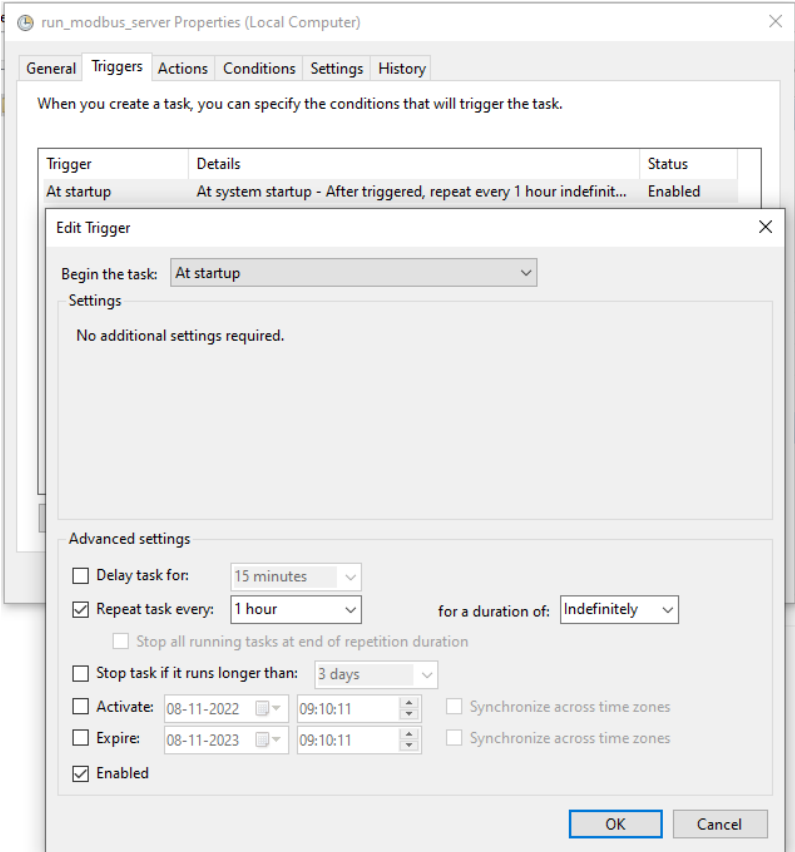 run_modbus_server Properties (Local Computer)
General Triggers Actions Conditions Settings History
When you create a task, you can specify the conditions that will trigger the task.
Trigger Details Status
At startup At system startup - After triggered, repeat every 1 hour indefinit... Enabled
Edit Trigger
Begin the task: At startup
Settings
No additional settings required.
Advanced settings
Delay task for: 15 minutes
Repeat task every: 1 hour for a duration of: Indefinitely
Stop all running tasks at end of repetition duration
Stop task if it runs longer than: 3 days
Activate: 08-11-2022 09:10:11 Synchronize across time zones
Expire: 08-11-2023 09:10:11 Synchronize across time zones
Enabled
OK Cancel